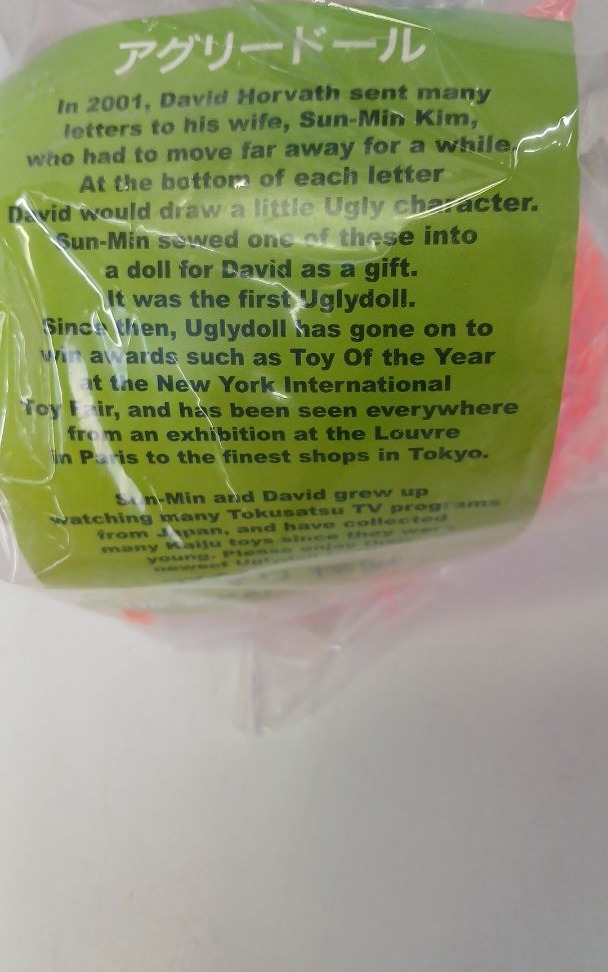 アグリードール
In 2001, David Horvath sent many
letters to his wife, Sun-Min Kim,
who had to move far away for a while.
At the bottom of each letter
David would draw a little Ugly character.
Sun-Min sewed one of these into
a doll for David as a gift.
It was the first Uglydoll.
Since then, Uglydoll has gone on to
win awards such as Toy Of the Year
at the New York International
Toy Fair, and has been seen everywhere
from an exhibition at the Louvre
in Paris to the finest shops in Tokyo.
Sun-Min and David grew up
watching many Tokusatsu TV programs
from Japan, and have collected
many Kaiju toys since they were
young. Please enjoy
newest